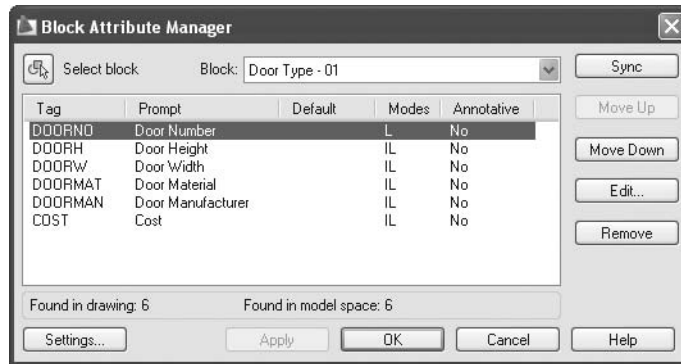 Block Attribute Manager
Select block Block: Door Type - 01 Sync
Tag Prompt Default Modes Annotative Move Up
DOORNO Door Number L No
DOORH Door Height IL No Move Down
DOORW Door Width IL No
DOORMAT Door Material IL No Edit...
DOORMAN Door Manufacturer IL No
COST Cost IL No Remove
Found in drawing: 6 Found in model space: 6
Settings... Apply OK Cancel Help